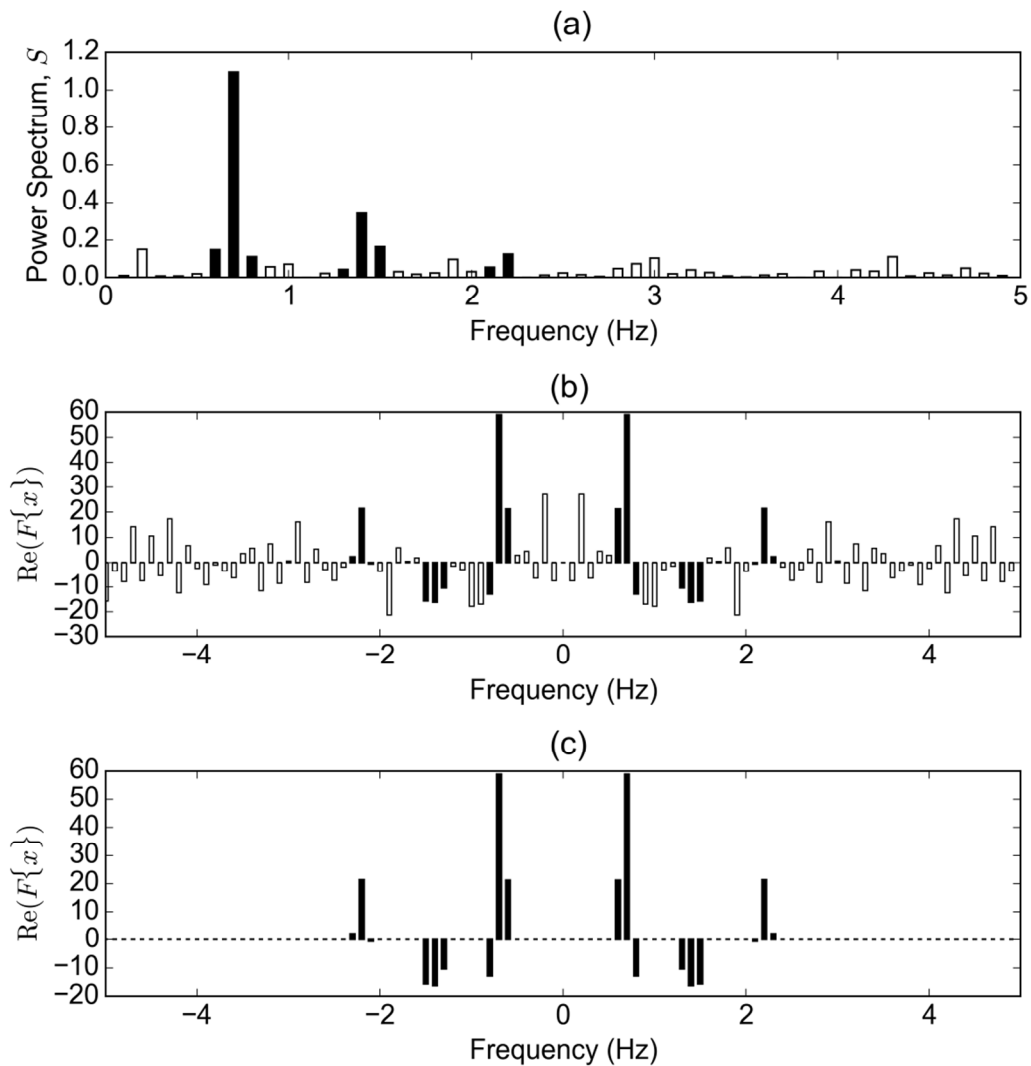 (a)
Power Spectrum, S
1.2
1.0
0.8
0.6
0.4
0.2
0.0
0 1 2 3 4 5
Frequency (Hz)
(b)
Re(F{x})
60
50
40
30
20
10
0
−10
−20
−30
−4 −2 0 2 4
Frequency (Hz)
(c)
Re(F{x})
60
50
40
30
20
10
0
−10
−20
−4 −2 0 2 4
Frequency (Hz)